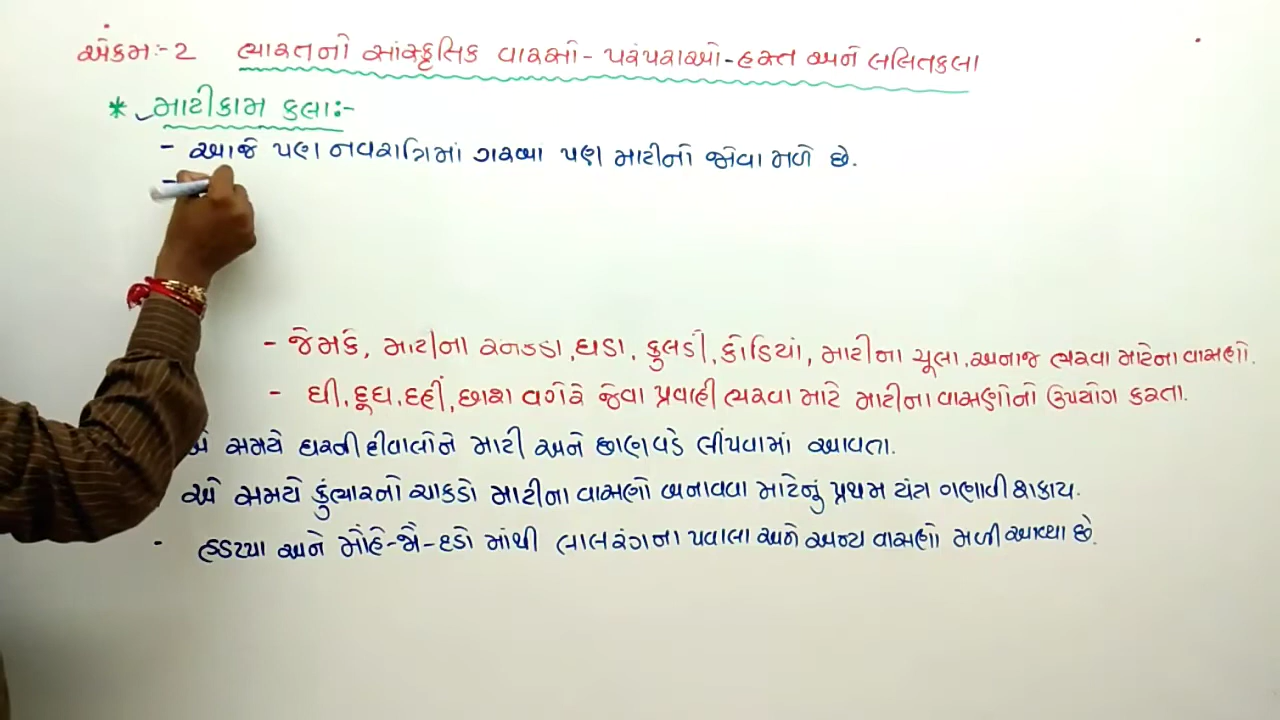 એકમ:-2 ભારતનો સાંસ્કૃતિક વારસો - પરંપરાઓ - હસ્ત અને લલિતકલા
* માટીકામ કલા:-
- આજે પણ નવરાત્રિમાં ગરબા પણ માટીનો જોવા મળે છે.
-
- જેમકે, માટીના રમકડા, ઘડા, કુલડી, કોડિયાં, માટીના ચૂલા, અનાજ ભરવા માટેના વાસણો.
- ઘી, દૂધ, દહીં, છાશ વગેરે જેવા પ્રવાહી ભરવા માટે માટીના વાસણોનો ઉપયોગ કરતા.
સમયે ઘરની દીવાલોને માટી અને છાણ વડે લીંપવામાં આવતા.
એ સમયે કુંભારનો ચાકડો માટીના વાસણો બનાવવા માટેનું પ્રથમ યંત્ર ગણાવી શકાય.
- હડપ્પા અને મોહેં-જો-દડો માંથી લાલરંગના પવાલા અને અન્ય વાસણો મળી આવ્યા છે.